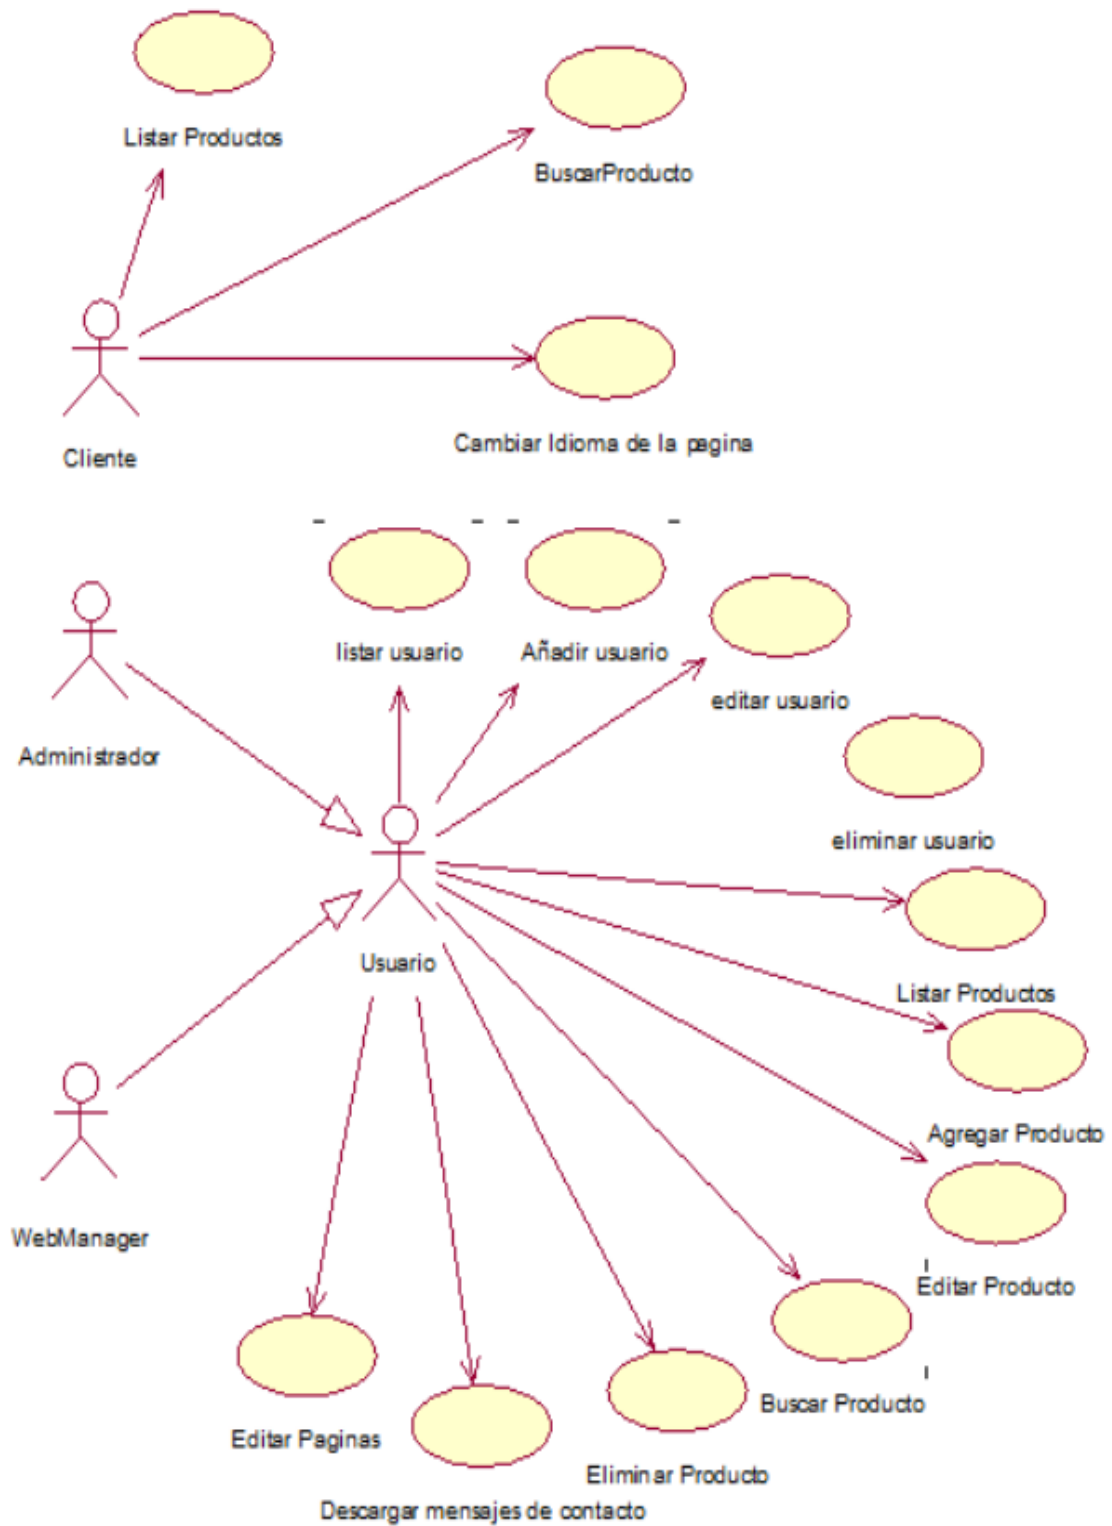 Listar Productos
BuscarProducto
Cliente
Cambiar Idioma de la pagina
listar usuario
Añadir usuario
editar usuario
Administrador
eliminar usuario
Usuario
Listar Productos
Agregar Producto
WebManager
Editar Producto
Buscar Producto
Editar Paginas
Eliminar Producto
Descargar mensajes de contacto